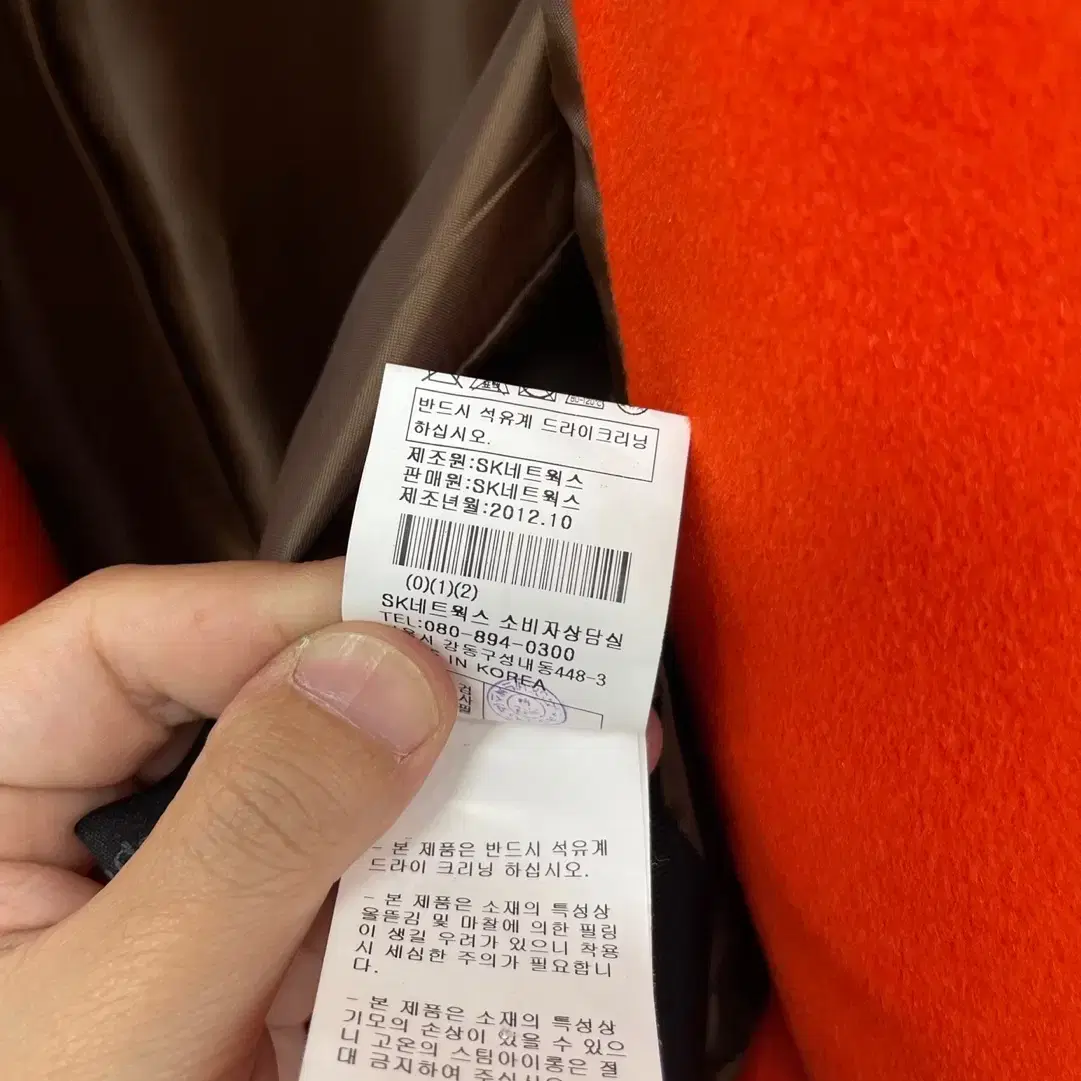 80-120℃
반드시 석유계 드라이크리닝
하십시오.
제조원:SK네트웍스
판매원:SK네트웍스
제조년월:2012.10
(0)(1)(2)
SK네트웍스 소비자상담실
TEL:080-894-0300
강동구성내동448-3
IN KOREA
- 본 제품은 반드시 석유계
드라이 크리닝 하십시오.
- 본 제품은 소재의 특성상
올뜯김 및 마찰에 의한 필링
이 생길 우려가 있으니 착용
시 세심한 주의가 필요합니
다.
- 본 제품은 소재의 특성상
기모의 손상이 있을 수 있으
니 고온의 스팀아이롱은 절
대 금지하여 주십시오